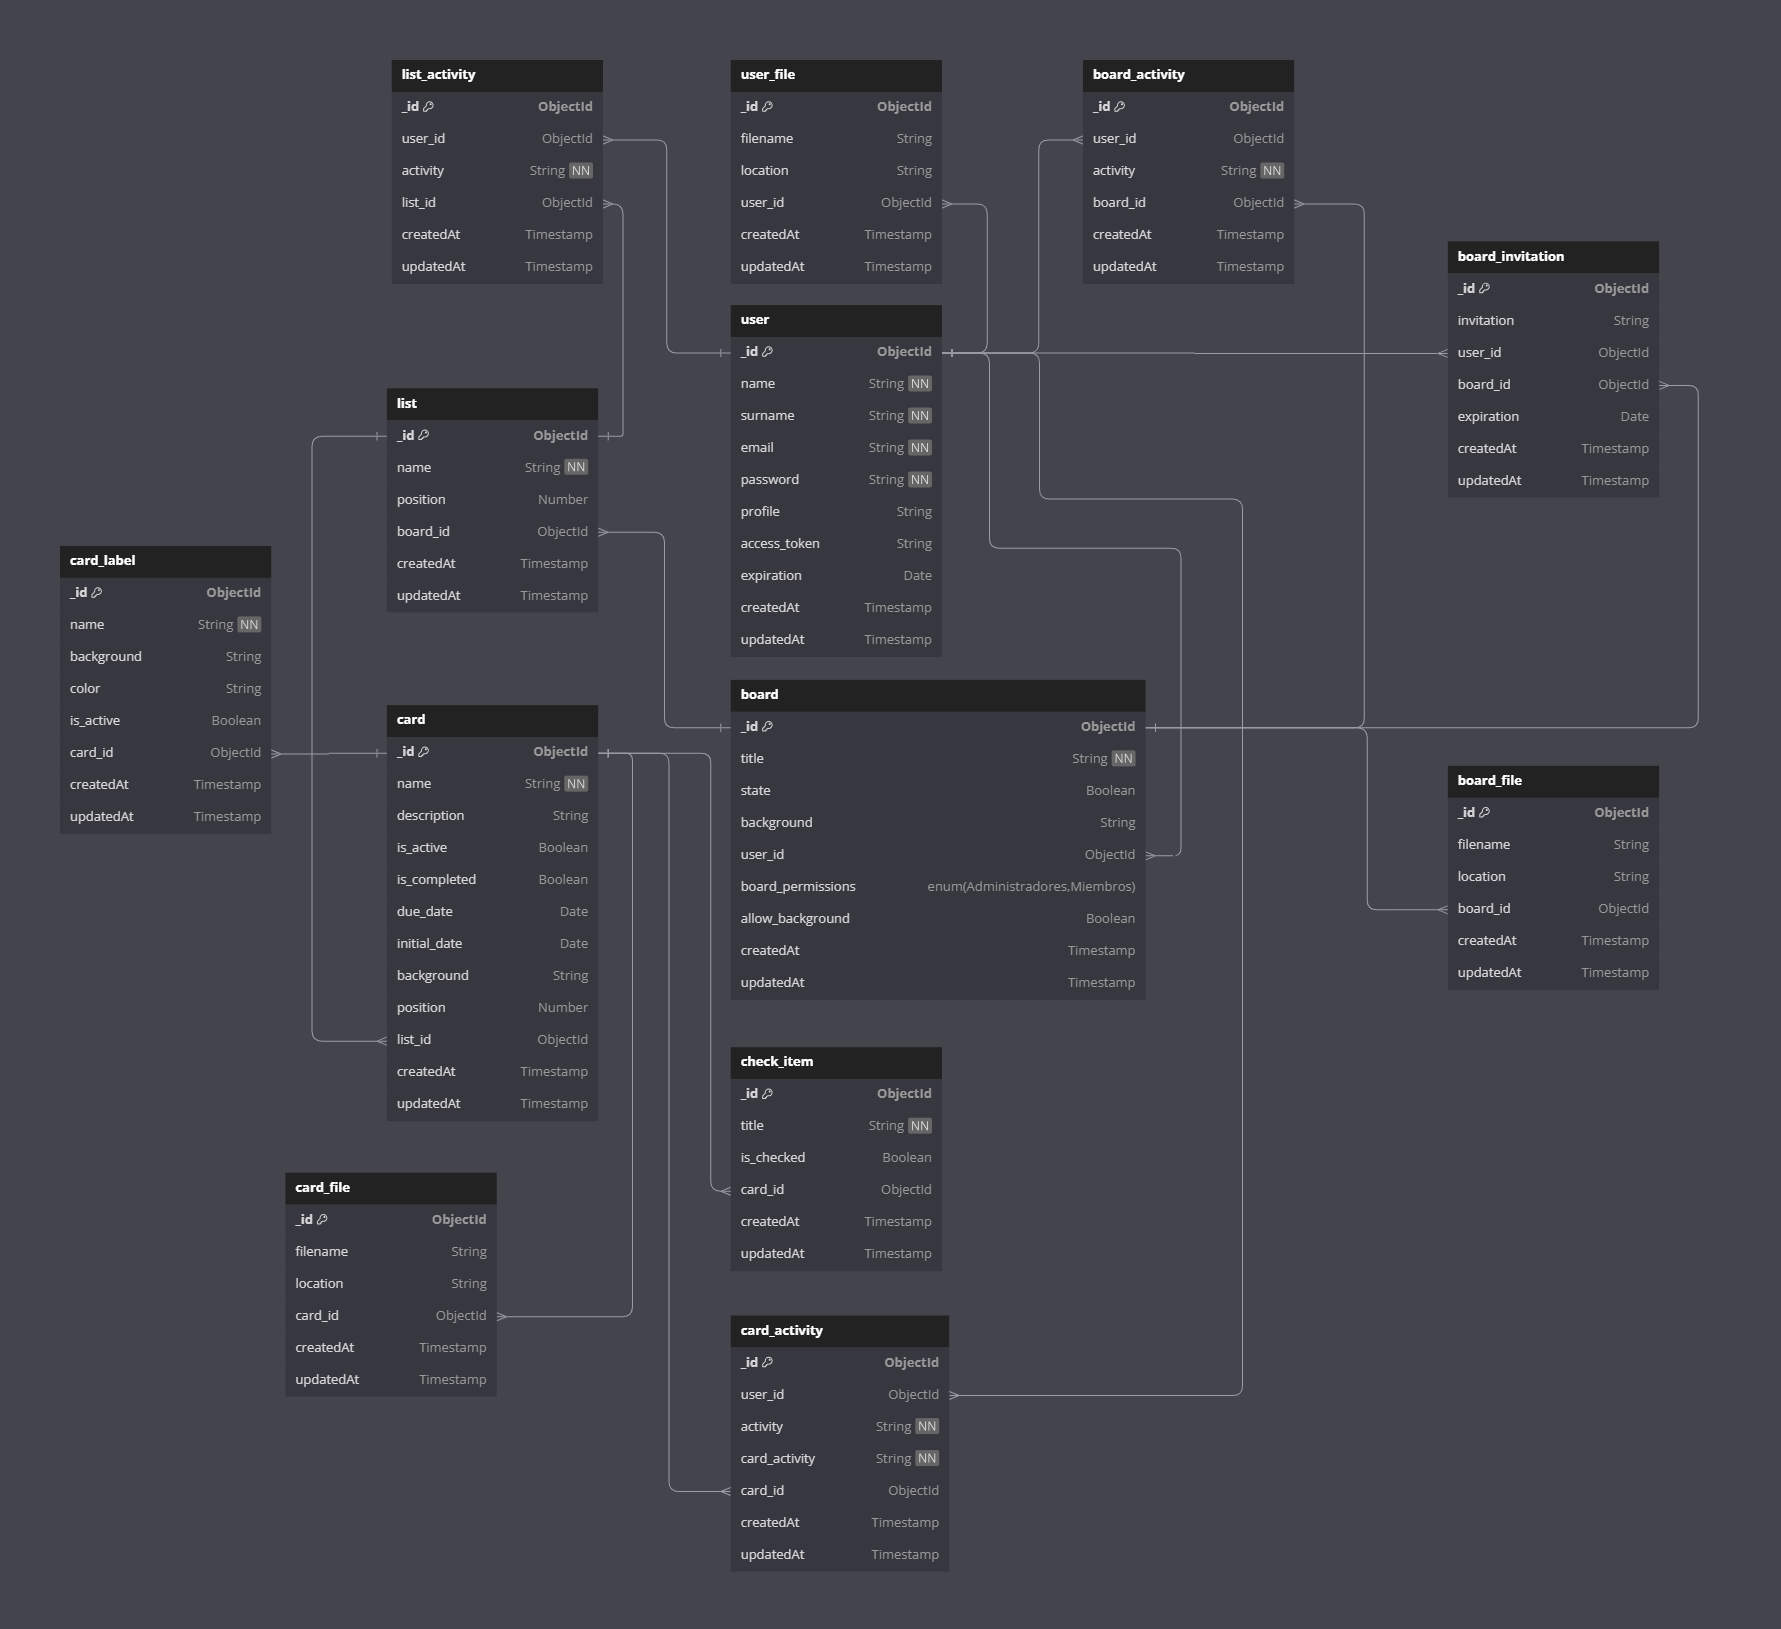 list_activity
_id ObjectId
user_id ObjectId
activity String NN
list_id ObjectId
createdAt Timestamp
updatedAt Timestamp
user_file
_id ObjectId
filename String
location String
user_id ObjectId
createdAt Timestamp
updatedAt Timestamp
board_activity
_id ObjectId
user_id ObjectId
activity String NN
board_id ObjectId
createdAt Timestamp
updatedAt Timestamp
board_invitation
_id ObjectId
invitation String
user_id ObjectId
board_id ObjectId
expiration Date
createdAt Timestamp
updatedAt Timestamp
user
_id ObjectId
name String NN
surname String NN
email String NN
password String NN
profile String
access_token String
expiration Date
createdAt Timestamp
updatedAt Timestamp
list
_id ObjectId
name String NN
position Number
board_id ObjectId
createdAt Timestamp
updatedAt Timestamp
card_label
_id ObjectId
name String NN
background String
color String
is_active Boolean
card_id ObjectId
createdAt Timestamp
updatedAt Timestamp
card
_id ObjectId
name String NN
description String
is_active Boolean
is_completed Boolean
due_date Date
initial_date Date
background String
position Number
list_id ObjectId
createdAt Timestamp
updatedAt Timestamp
board
_id ObjectId
title String NN
state Boolean
background String
user_id ObjectId
board_permissions enum(Administradores,Miembros)
allow_background Boolean
createdAt Timestamp
updatedAt Timestamp
board_file
_id ObjectId
filename String
location String
board_id ObjectId
createdAt Timestamp
updatedAt Timestamp
check_item
_id ObjectId
title String NN
is_checked Boolean
card_id ObjectId
createdAt Timestamp
updatedAt Timestamp
card_file
_id ObjectId
filename String
location String
card_id ObjectId
createdAt Timestamp
updatedAt Timestamp
card_activity
_id ObjectId
user_id ObjectId
activity String NN
card_activity String NN
card_id ObjectId
createdAt Timestamp
updatedAt Timestamp